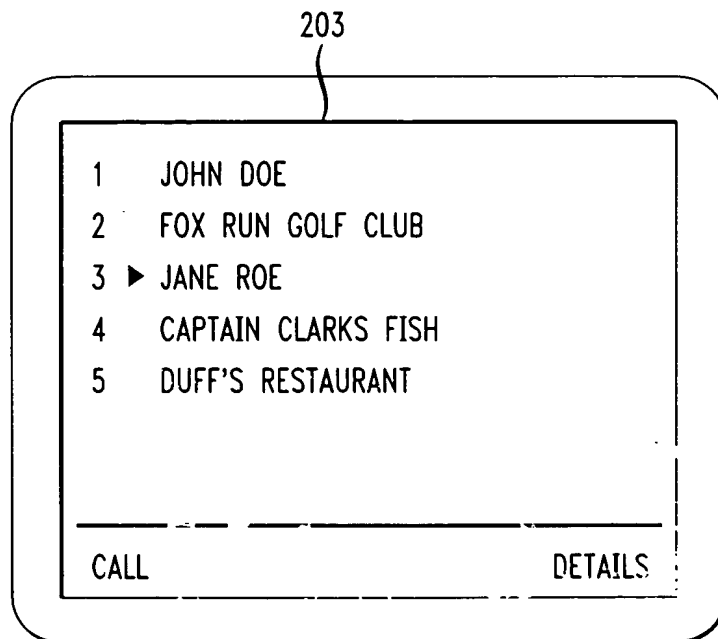 203
1 JOHN DOE
2 FOX RUN GOLF CLUB
3 ▶ JANE ROE
4 CAPTAIN CLARKS FISH
5 DUFF'S RESTAURANT
CALL DETAILS